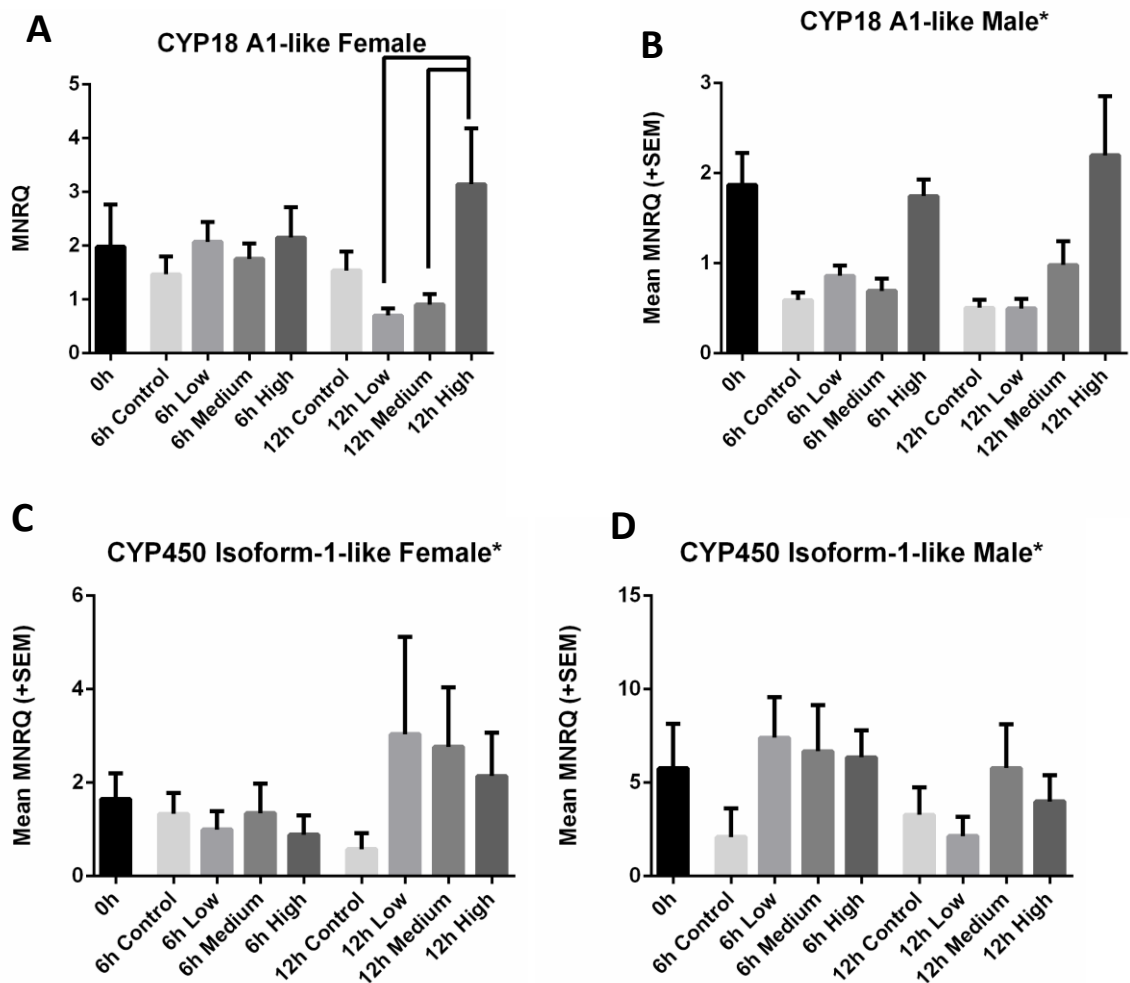 A
CYP18 A1-like Female
MNRQ
5
4
3
2
1
0
0h
6h Control
6h Low
6h Medium
6h High
12h Control
12h Low
12h Medium
12h High
B
CYP18 A1-like Male*
Mean MNRQ (+SEM)
3
2
1
0
0h
6h Control
6h Low
6h Medium
6h High
12h Control
12h Low
12h Medium
12h High
C
CYP450 Isoform-1-like Female*
Mean MNRQ (+SEM)
6
4
2
0
0h
6h Control
6h Low
6h Medium
6h High
12h Control
12h Low
12h Medium
12h High
D
CYP450 Isoform-1-like Male*
Mean MNRQ (+SEM)
15
10
5
0
0h
6h Control
6h Low
6h Medium
6h High
12h Control
12h Low
12h Medium
12h High